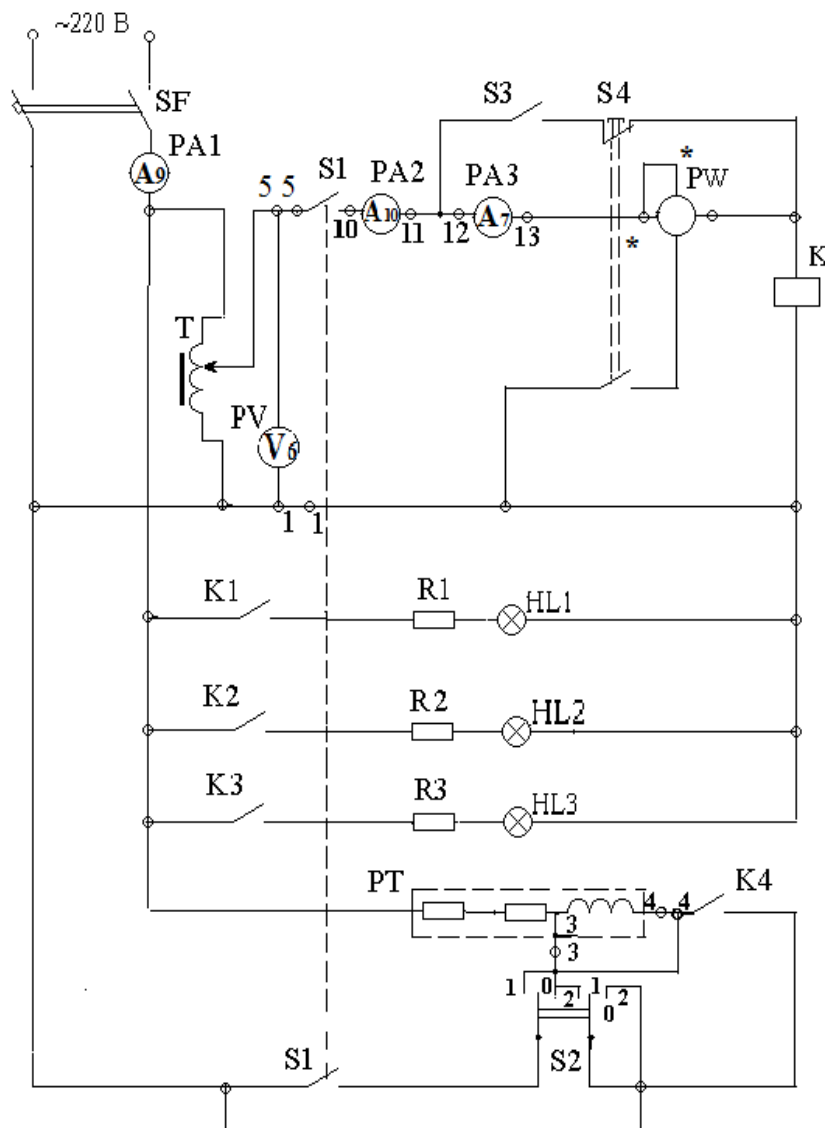 ~220 В
SF
PA1
A9
5 5
S1
PA2
A10
10
11
12
PA3
A7
13
S3
S4
*
PW
*
K
T
PV
V6
1
1
K1
R1
HL1
K2
R2
HL2
K3
R3
HL3
PT
3
4
4
K4
3
1
0
2
1
2
0
S1
S2